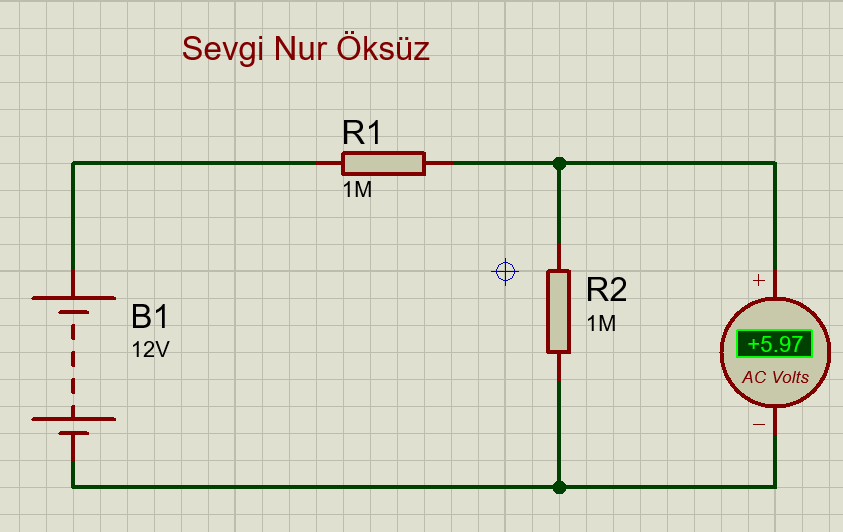 Sevgi Nur Öksüz
R1
1M
B1
12V
R2
1M
+
+5.97
AC Volts
−